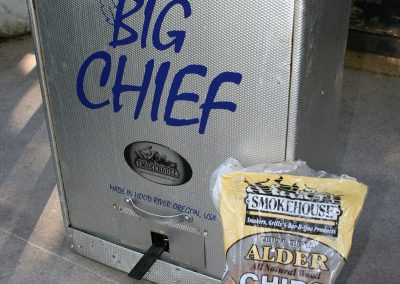 BIG
CHIEF
SMOKEHOUSE
MADE IN HOOD RIVER OREGON, USA
SMOKEHOUSE
Smokers, Grills & Bar-B-Que Products
ALDER
All Natural Wood
CHIPS